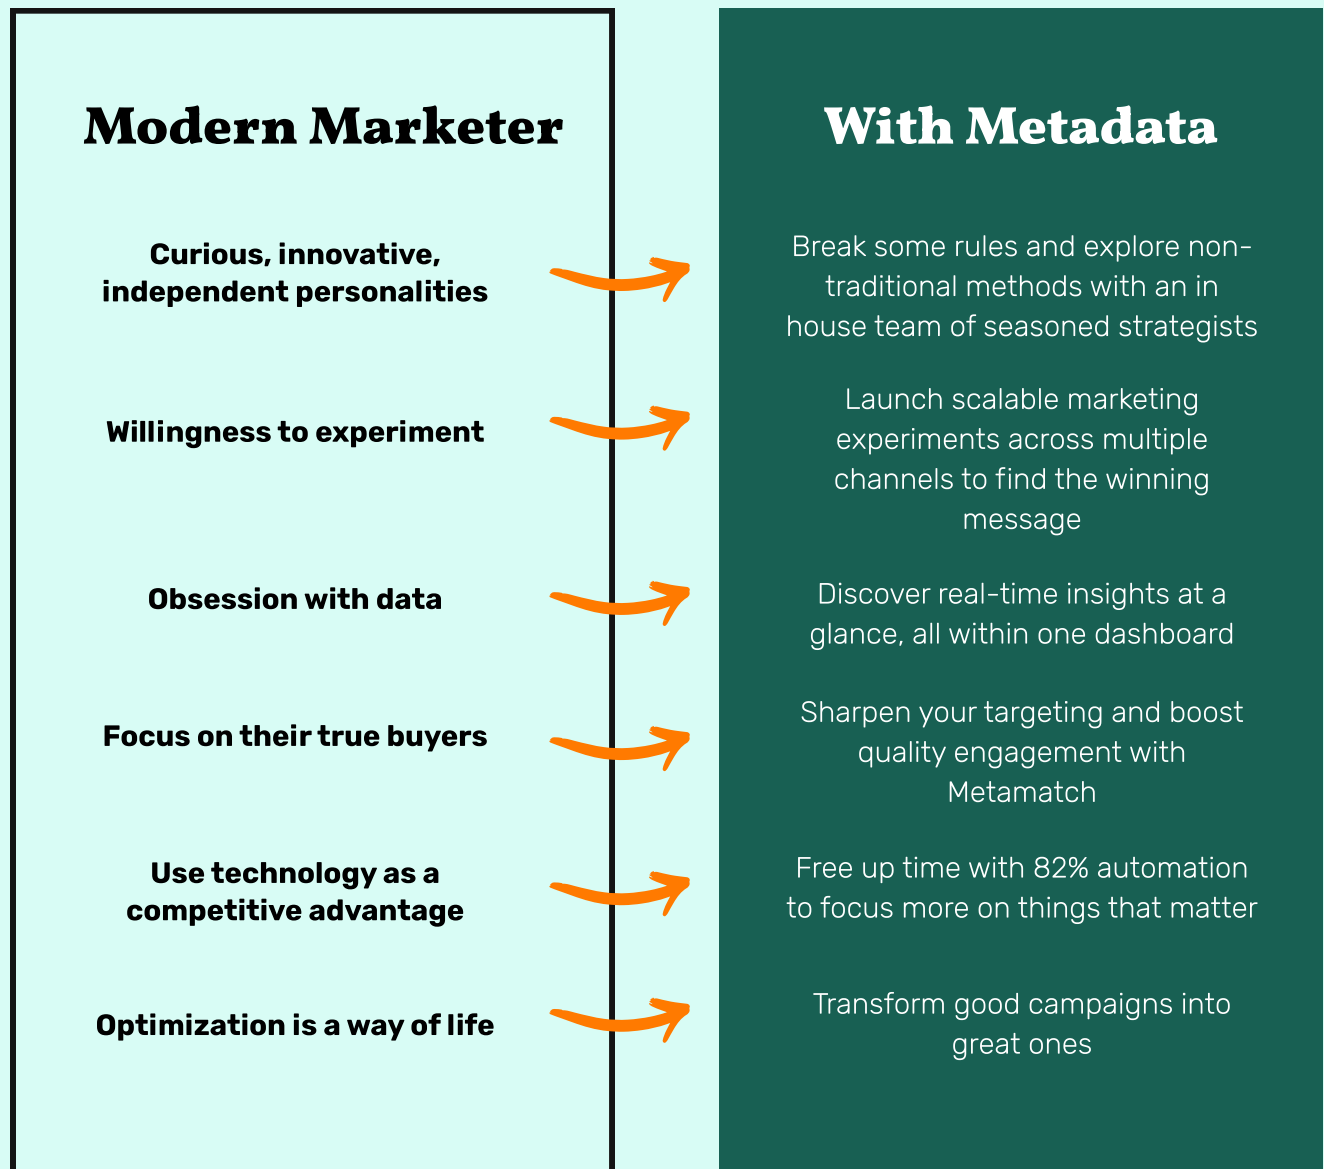 Modern Marketer
With Metadata
Curious, innovative,
independent personalities
Break some rules and explore non-
traditional methods with an in
house team of seasoned strategists
Willingness to experiment
Launch scalable marketing
experiments across multiple
channels to find the winning
message
Obsession with data
Discover real-time insights at a
glance, all within one dashboard
Focus on their true buyers
Sharpen your targeting and boost
quality engagement with
Metamatch
Use technology as a
competitive advantage
Free up time with 82% automation
to focus more on things that matter
Optimization is a way of life
Transform good campaigns into
great ones